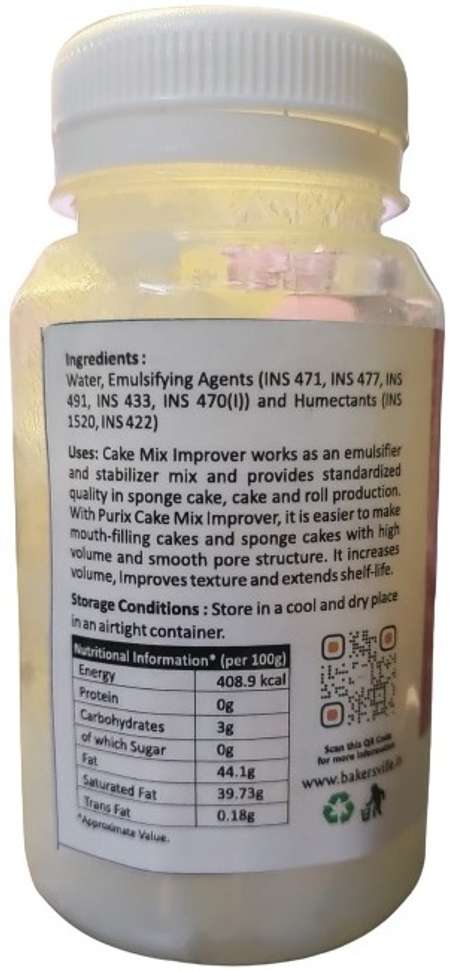 Ingredients :
Water, Emulsifying Agents (INS 471, INS 477, INS
491, INS 433, INS 470(I)) and Humectants (INS
1520, INS 422)
Uses: Cake Mix Improver works as an emulsifier
and stabilizer mix and provides standardized
quality in sponge cake, cake and roll production.
With Purix Cake Mix Improver, it is easier to make
mouth-filling cakes and sponge cakes with high
volume and smooth pore structure. It increases
volume, Improves texture and extends shelf-life.
Storage Conditions : Store in a cool and dry place
in an airtight container.
Nutritional Information* (per 100g)
Energy 408.9 kcal
Protein 0g
Carbohydrates 3g
of which Sugar 0g
Fat 44.1g
Saturated Fat 39.73g
Trans Fat 0.18g
*Approximate Value.
Scan this QR Code
for more information
www.bakersville.